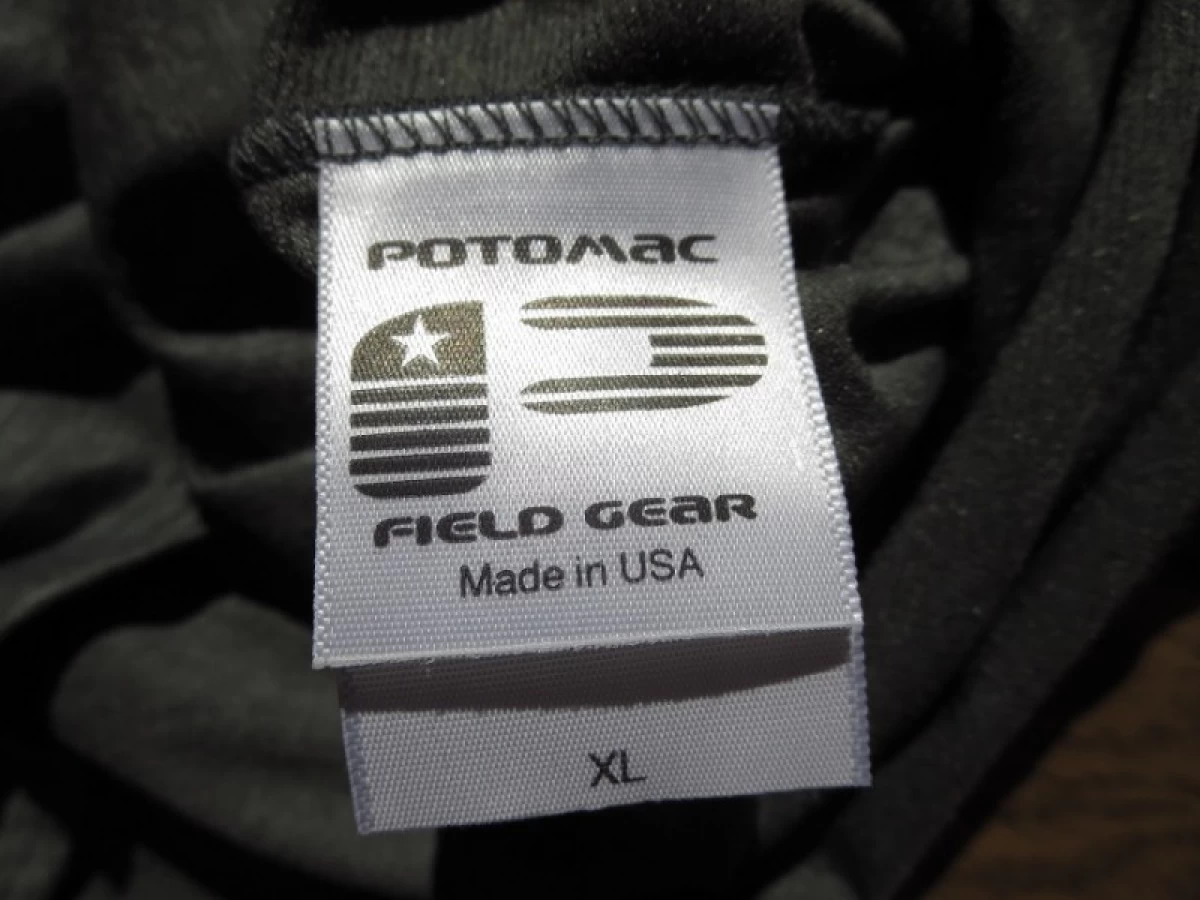 POTOMAC
FIELD GEAR
Made in USA
XL